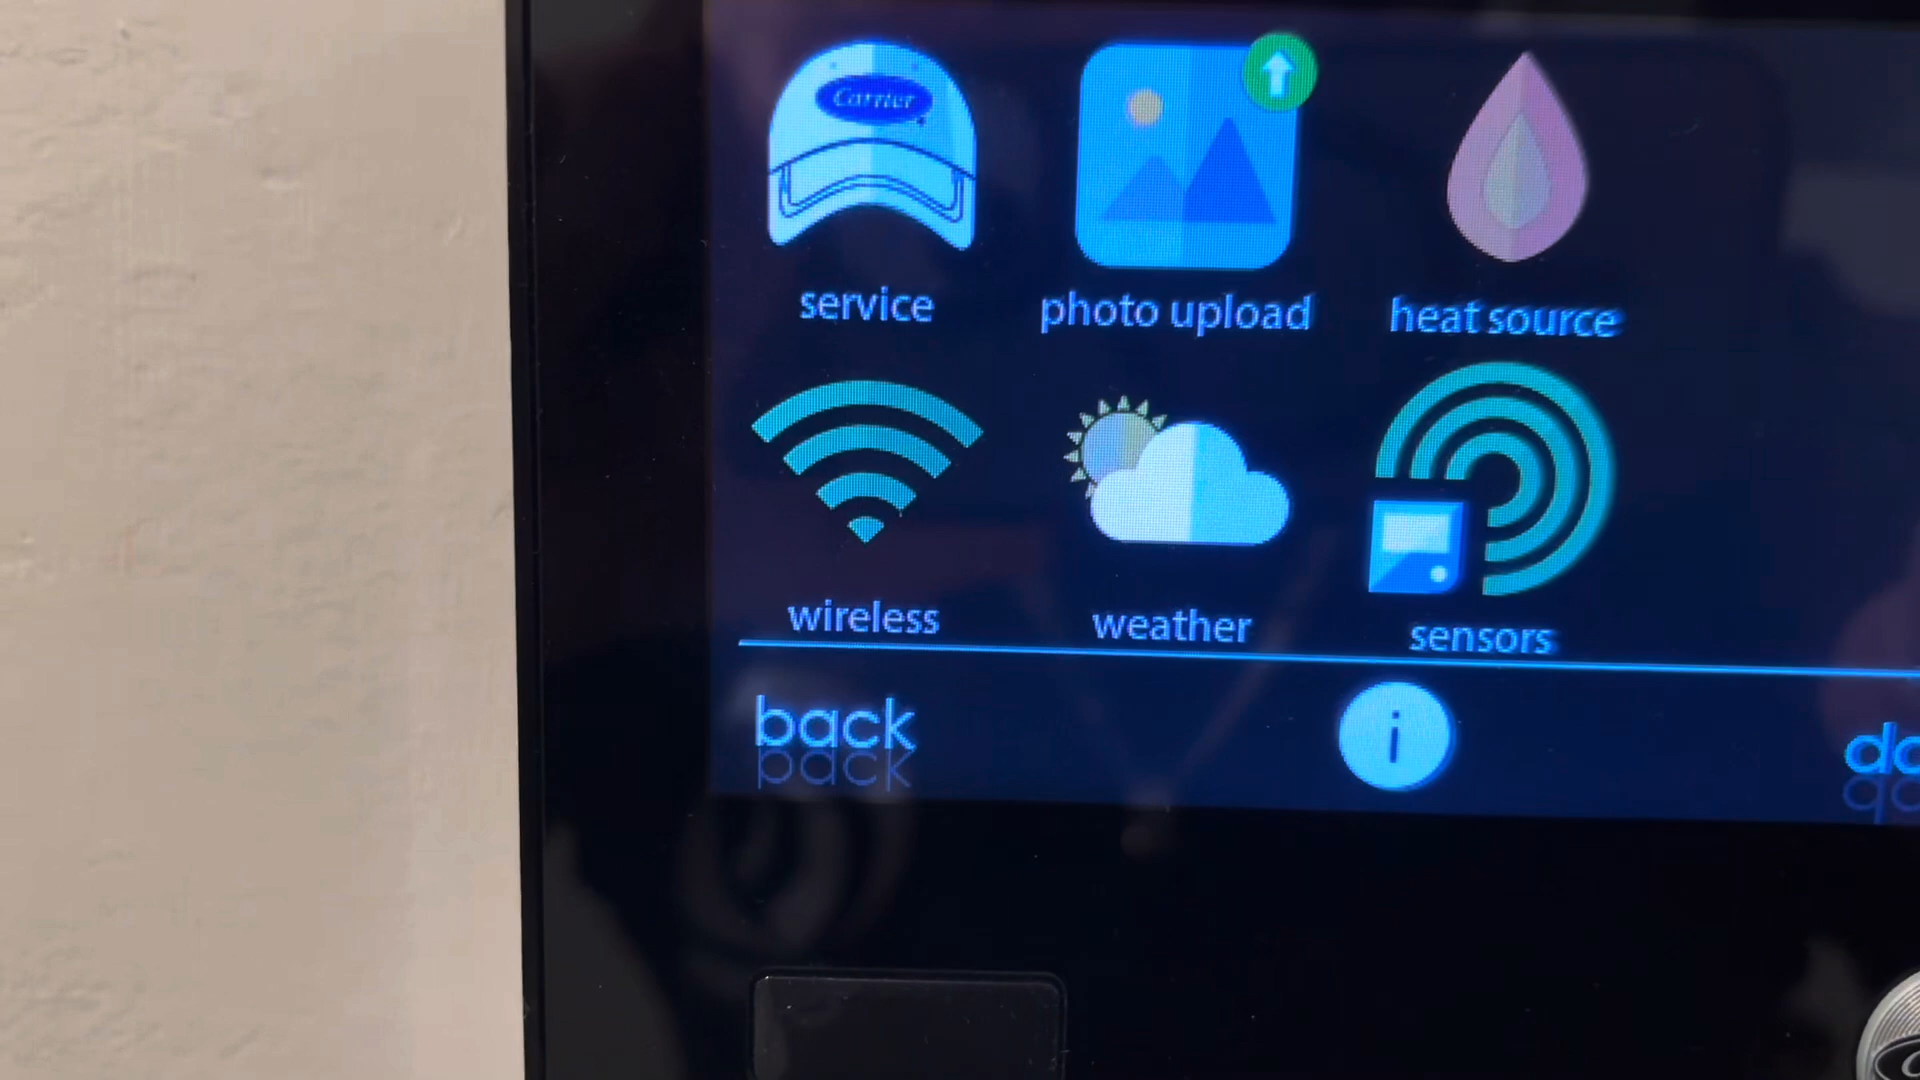 Carrier
service
photo upload
heat source
wireless
weather
sensors
back
i